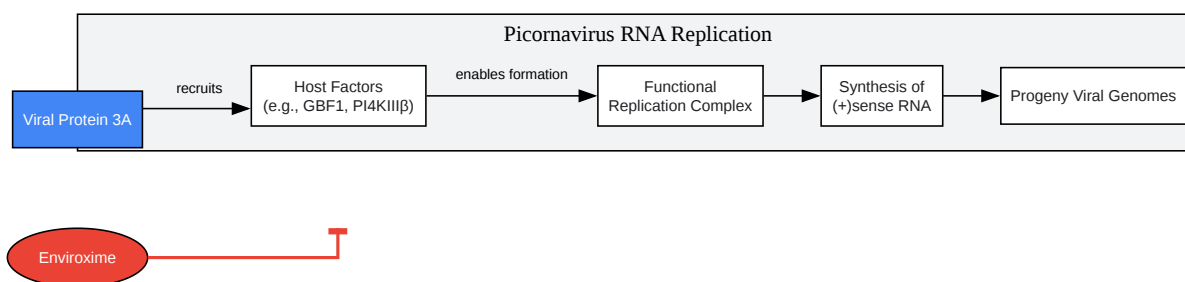 Picornavirus RNA Replication
Viral Protein 3A
recruits
Host Factors
(e.g., GBF1, PI4KIIIβ)
enables formation
Functional
Replication Complex
Synthesis of
(+)sense RNA
Progeny Viral Genomes
Enviroxime